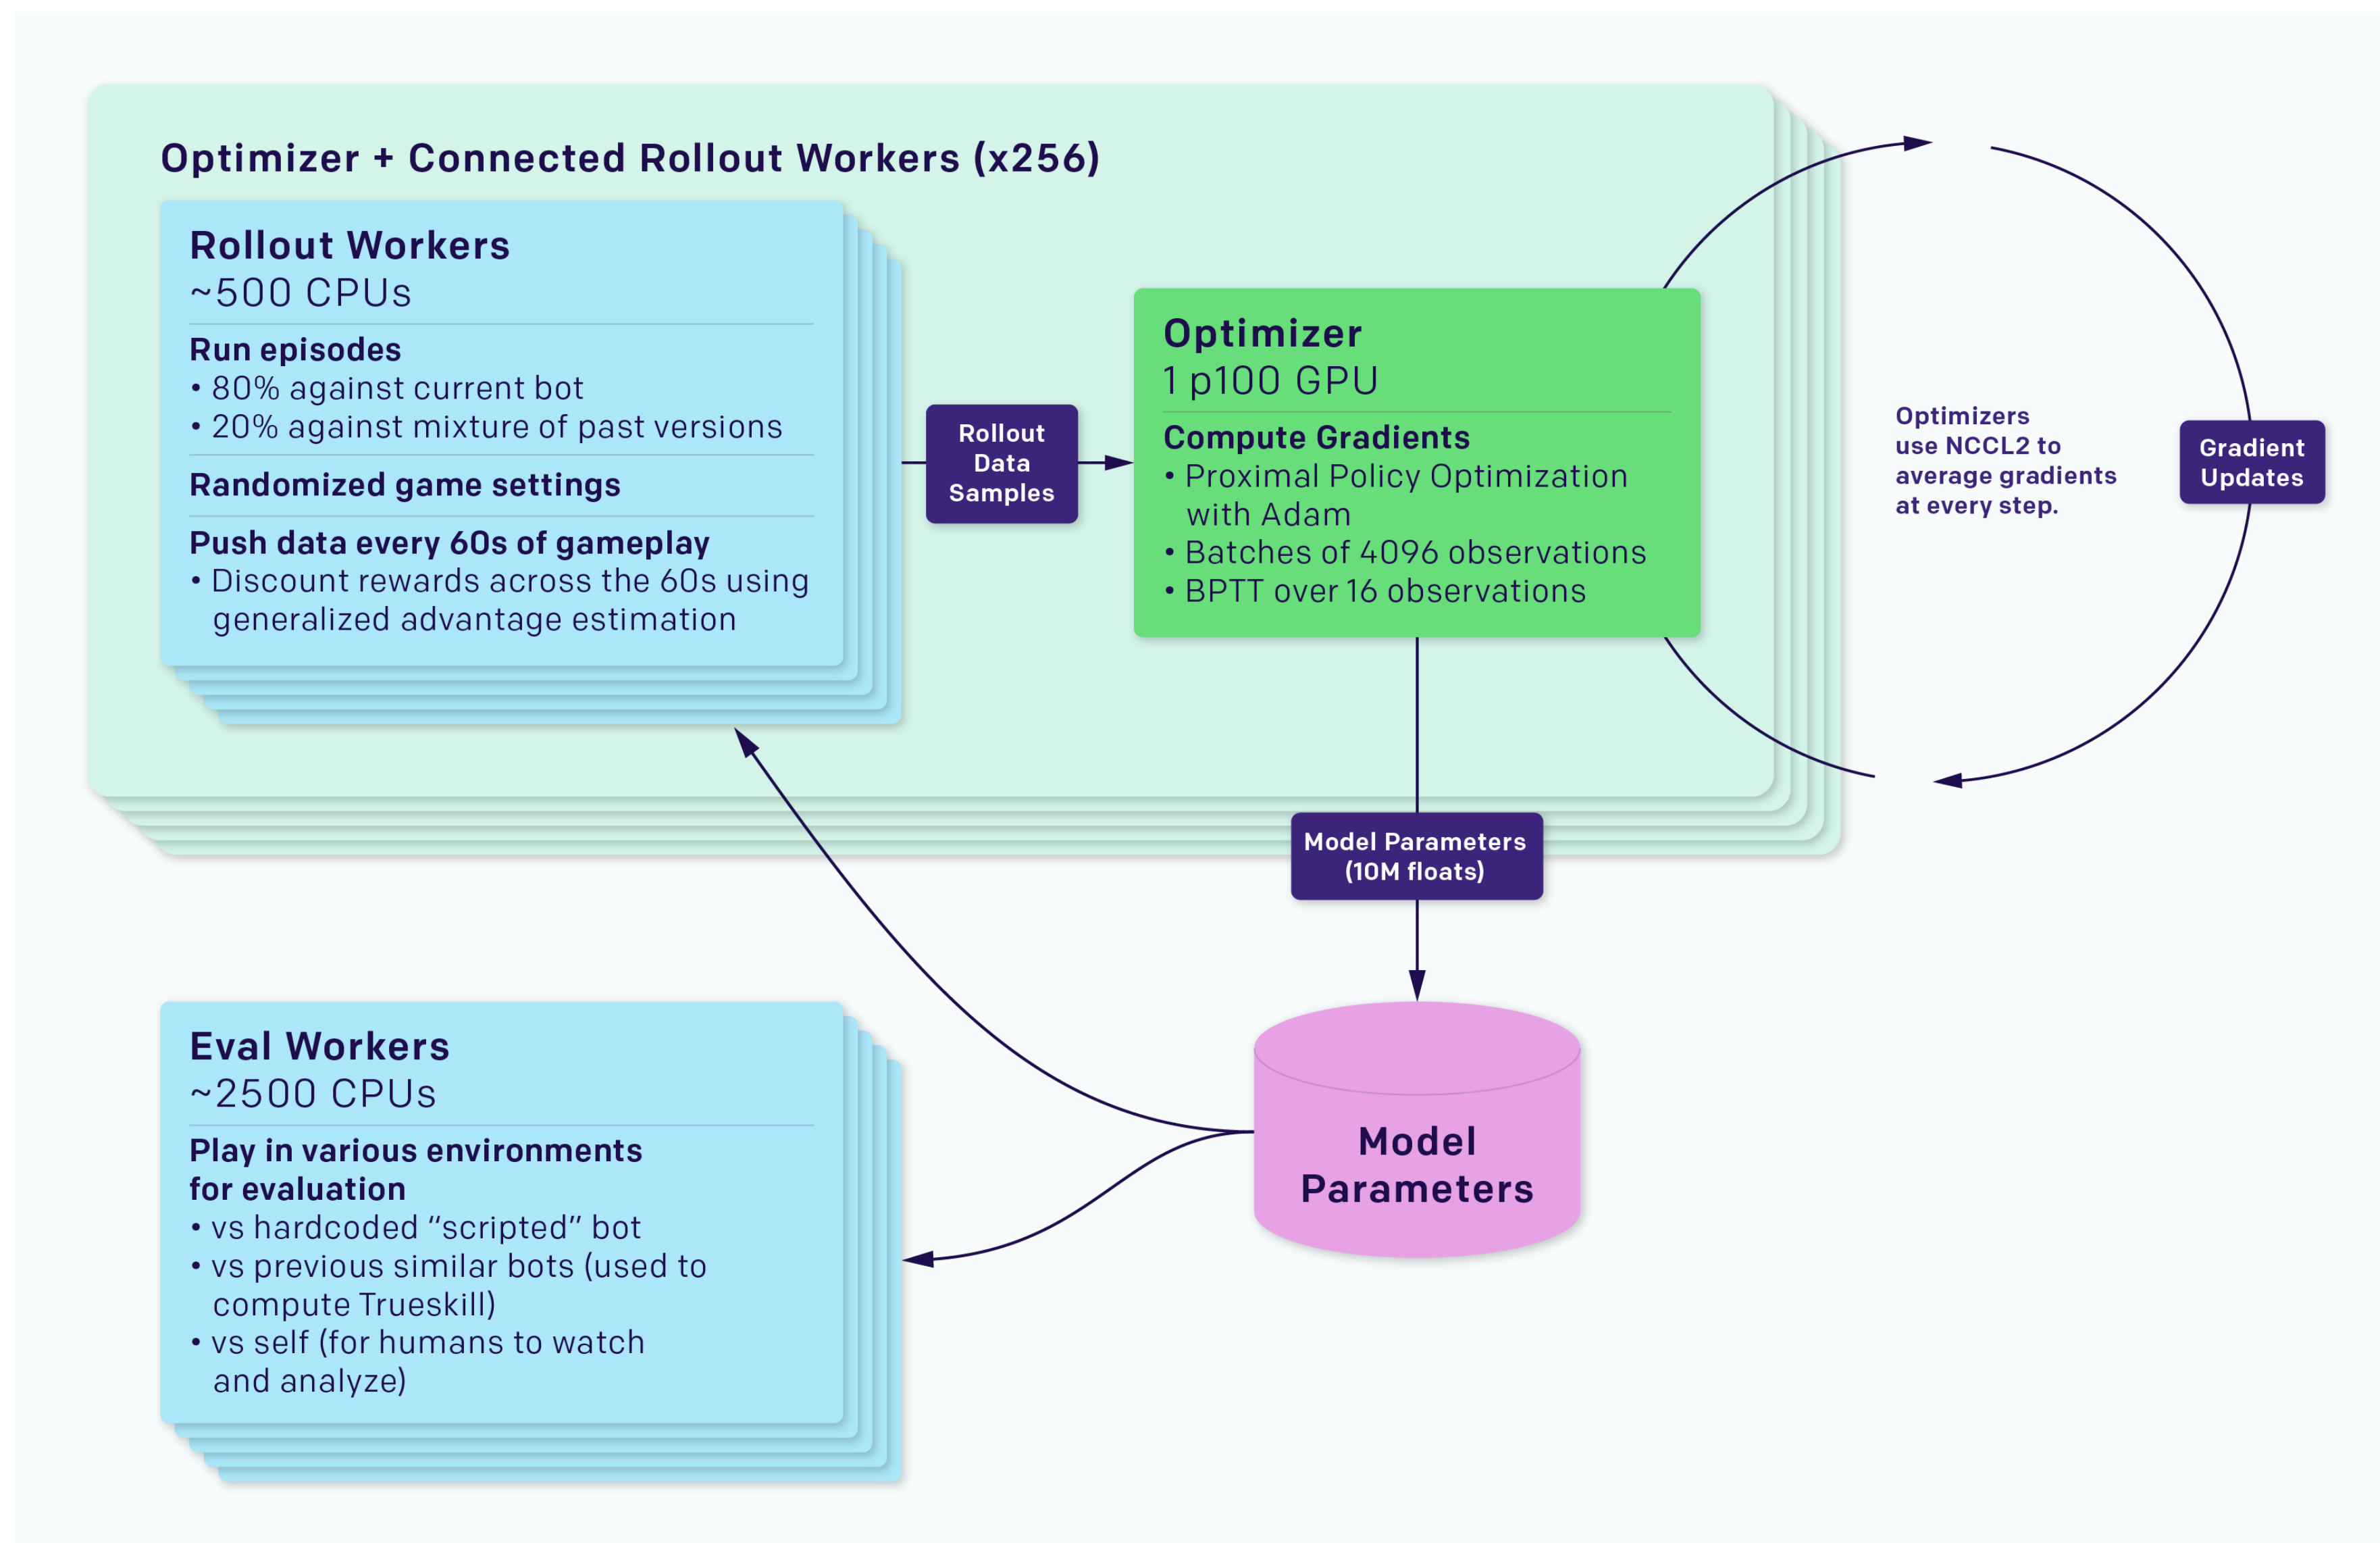 Optimizer + Connected Rollout Workers (x256)
Rollout Workers
~500 CPUs
Run episodes
• 80% against current bot
• 20% against mixture of past versions
Randomized game settings
Push data every 60s of gameplay
• Discount rewards across the 60s using
generalized advantage estimation
Rollout
Data
Samples
Optimizer
1 p100 GPU
Compute Gradients
• Proximal Policy Optimization
with Adam
• Batches of 4096 observations
• BPTT over 16 observations
Optimizers
use NCCL2 to
average gradients
at every step.
Gradient
Updates
Model Parameters
(10M floats)
Eval Workers
~2500 CPUs
Play in various environments
for evaluation
• vs hardcoded “scripted” bot
• vs previous similar bots (used to
compute Trueskill)
• vs self (for humans to watch
and analyze)
Model
Parameters